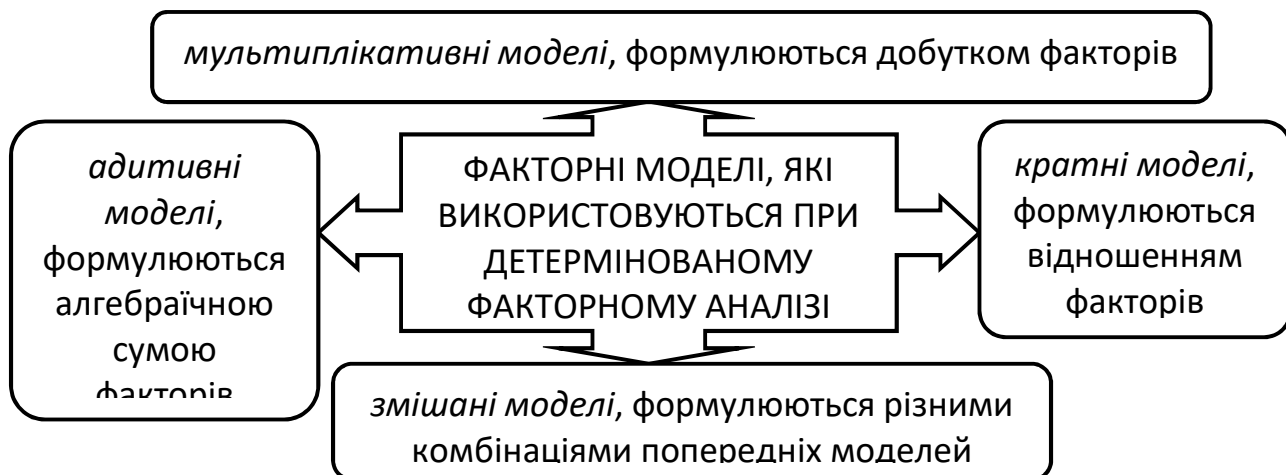 мультиплікативні моделі, формулюються добутком факторів
адитивні
моделі,
формулюються
алгебраїчною
сумою
факторів
ФАКТОРНІ МОДЕЛІ, ЯКІ
ВИКОРИСТОВУЮТЬСЯ ПРИ
ДЕТЕРМІНОВАНОМУ
ФАКТОРНОМУ АНАЛІЗІ
кратні моделі,
формулюються
відношенням
факторів
змішані моделі, формулюються різними
комбінаціями попередніх моделей